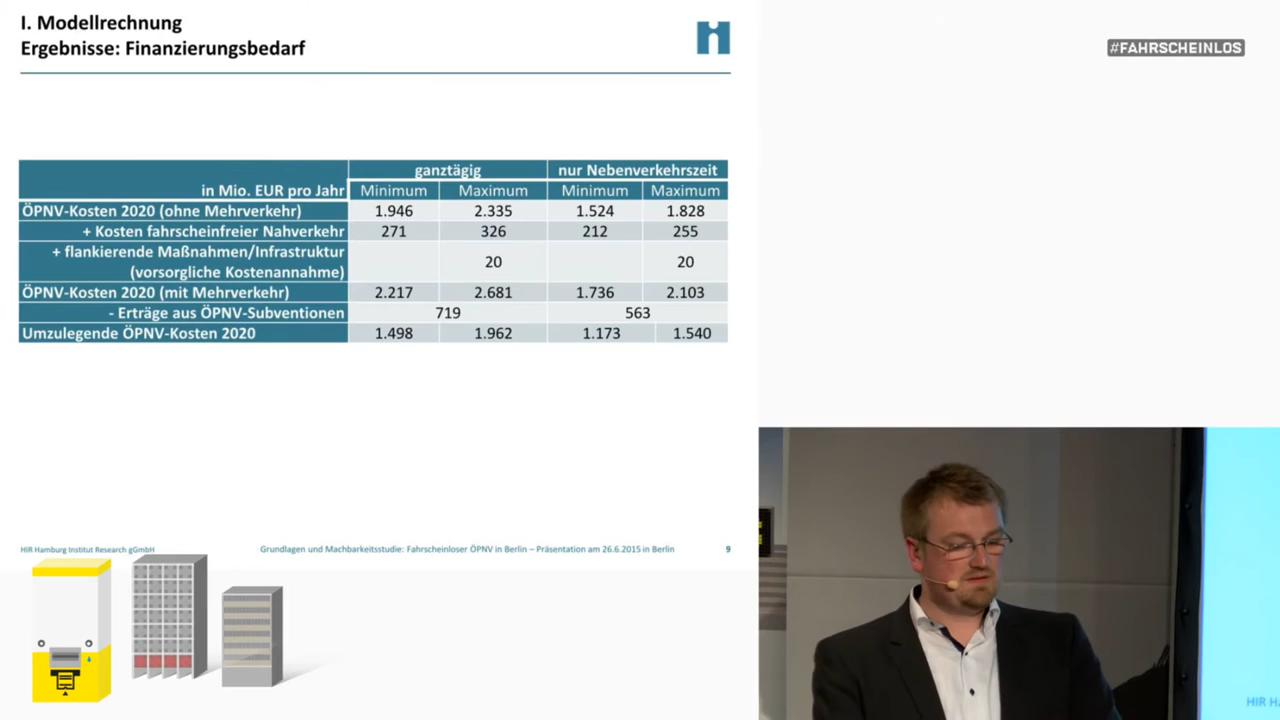 I. Modellrechnung
Ergebnisse: Finanzierungsbedarf
#FAHRSCHEINLOS
ganztägig nur Nebenverkehrszeit
in Mio. EUR pro Jahr Minimum Maximum Minimum Maximum
ÖPNV-Kosten 2020 (ohne Mehrverkehr) 1.946 2.335 1.524 1.828
+ Kosten fahrscheinfreier Nahverkehr 271 326 212 255
+ flankierende Maßnahmen/Infrastruktur
(vorsorgliche Kostenannahme) 20 20
ÖPNV-Kosten 2020 (mit Mehrverkehr) 2.217 2.681 1.736 2.103
- Erträge aus ÖPNV-Subventionen 719 563
Umzulegende ÖPNV-Kosten 2020 1.498 1.962 1.173 1.540
HIR Hamburg Institut Research gGmbH Grundlagen und Machbarkeitsstudie: Fahrscheinloser ÖPNV in Berlin – Präsentation am 26.6.2015 in Berlin 9
HIR H